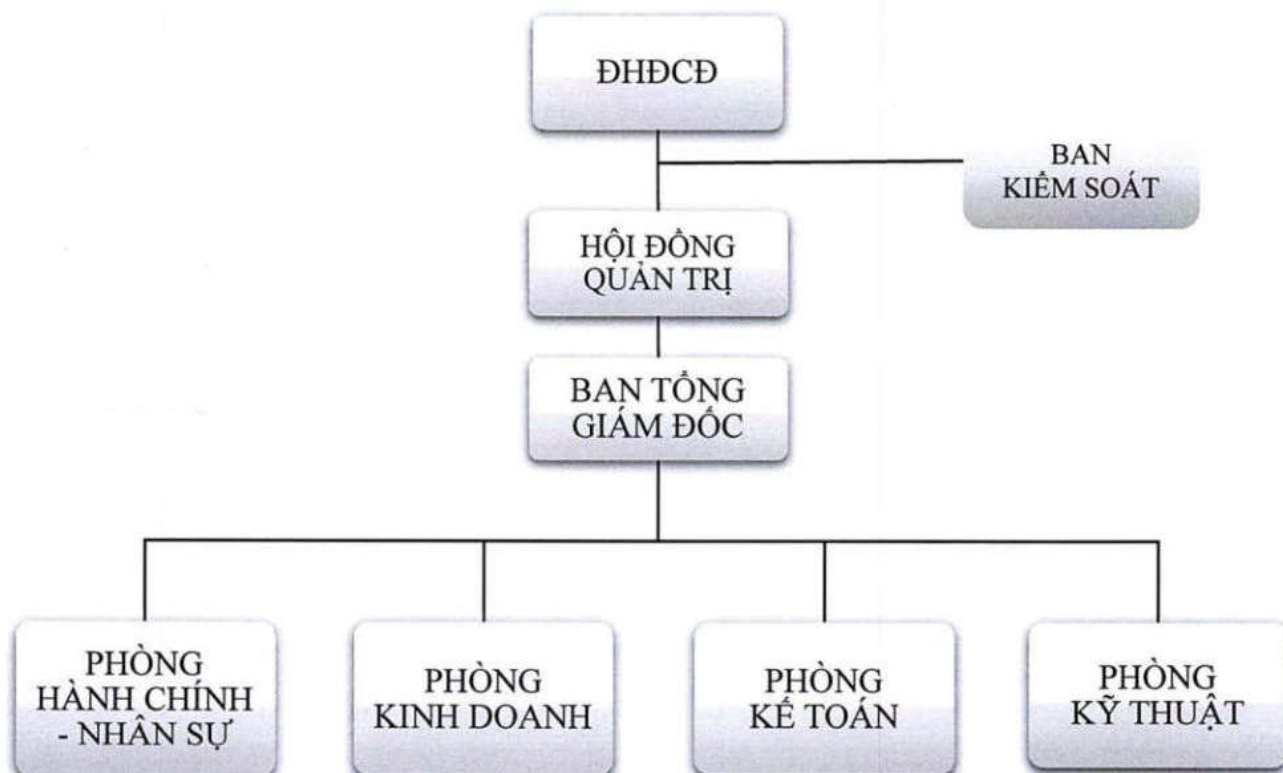 ĐHĐCĐ
BAN
KIỂM SOÁT
HỘI ĐỒNG
QUẢN TRỊ
BAN TỔNG
GIÁM ĐỐC
PHÒNG
HÀNH CHÍNH
- NHÂN SỰ
PHÒNG
KINH DOANH
PHÒNG
KẾ TOÁN
PHÒNG
KỸ THUẬT